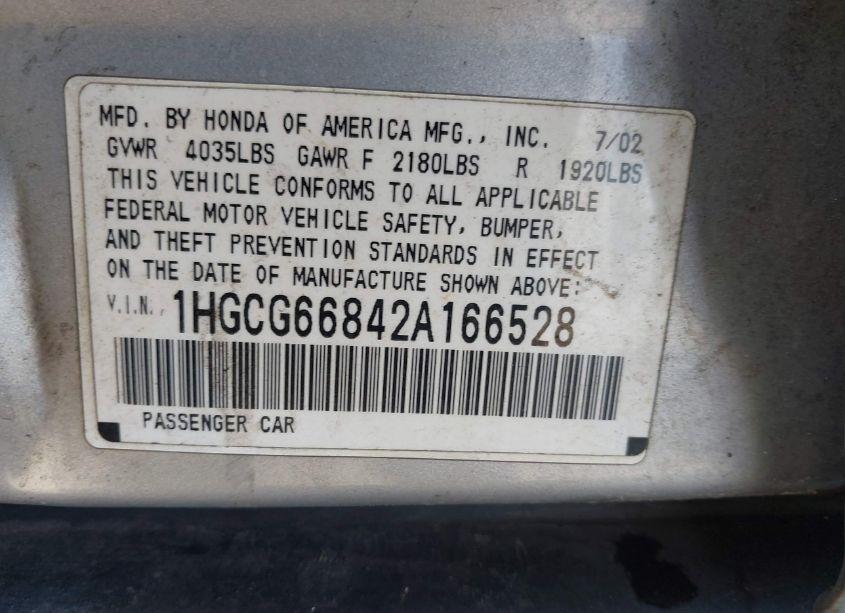 MFD. BY HONDA OF AMERICA MFG., INC. 7/02
GVWR 4035LBS GAWR F 2180LBS R 1920LBS
THIS VEHICLE CONFORMS TO ALL APPLICABLE
FEDERAL MOTOR VEHICLE SAFETY, BUMPER,
AND THEFT PREVENTION STANDARDS IN EFFECT
ON THE DATE OF MANUFACTURE SHOWN ABOVE:
V.I.N. 1HGCG66842A166528
PASSENGER CAR